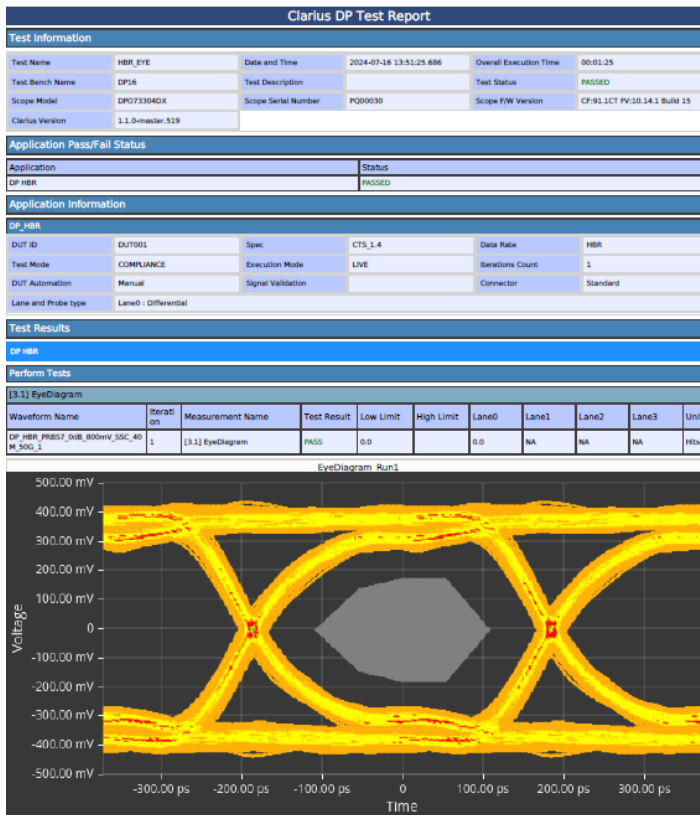 Clarius DP Test Report
Test Information
Test Name HBR_EYE Date and Time 2024-07-16 13:51:25.686 Overall Execution Time 00:01:25
Test Bench Name DP16 Test Description Test Status PASSED
Scope Model DPO73304DX Scope Serial Number PQ00030 Scope F/W Version CF:91.1CT FV:10.14.1 Build 15
Clarius Version 1.1.0-master.519
Application Pass/Fail Status
Application Status
DP HBR PASSED
Application Information
DP_HBR
DUT ID DUT001 Spec CTS_1.4 Data Rate HBR
Test Mode COMPLIANCE Execution Mode LIVE Iterations Count 1
DUT Automation Manual Signal Validation Connector Standard
Lane and Probe type Lane0 : Differential
Test Results
DP HBR
Perform Tests
[3.1] EyeDiagram
Waveform Name Iterati
on Measurement Name Test Result Low Limit High Limit Lane0 Lane1 Lane2 Lane3 Uni
DP_HBR_PRBS7_0dB_800mV_SSC_40
M_50G_1 1 [3.1] EyeDiagram PASS 0.0 0.0 NA NA NA Hits
EyeDiagram_Run1
500.00 mV
400.00 mV
300.00 mV
200.00 mV
100.00 mV
0
-100.00 mV
-200.00 mV
-300.00 mV
-400.00 mV
-500.00 mV
Voltage
-300.00 ps -200.00 ps -100.00 ps 0 100.00 ps 200.00 ps 300.00 ps
Time